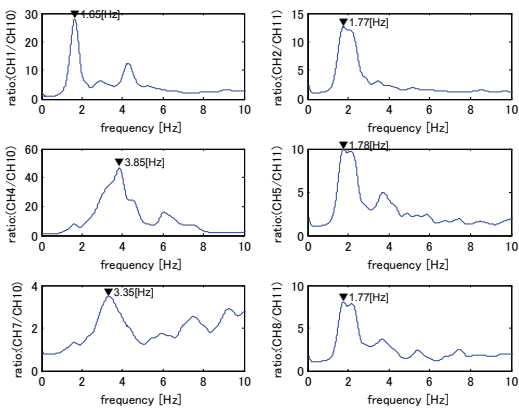 30
20
10
0
0 2 4 6 8 10
frequency [Hz]
ratio:(CH1/CH10)
1.65[Hz]
15
10
5
0
0 2 4 6 8 10
frequency [Hz]
ratio:(CH2/CH11)
1.77[Hz]
60
40
20
0
0 2 4 6 8 10
frequency [Hz]
ratio:(CH4/CH10)
3.85[Hz]
10
5
0
0 2 4 6 8 10
frequency [Hz]
ratio:(CH5/CH11)
1.78[Hz]
4
2
0
0 2 4 6 8 10
frequency [Hz]
ratio:(CH7/CH10)
3.35[Hz]
10
5
0
0 2 4 6 8 10
frequency [Hz]
ratio:(CH8/CH11)
1.77[Hz]